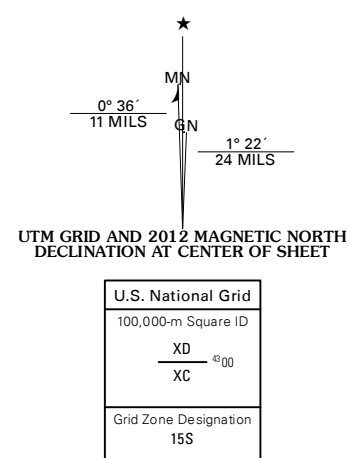 ★
MN
0° 36´
11 MILS
GN
1° 22´
24 MILS
UTM GRID AND 2012 MAGNETIC NORTH
DECLINATION AT CENTER OF SHEET
U.S. National Grid
100,000-m Square ID
XD
4300
XC
Grid Zone Designation
15S